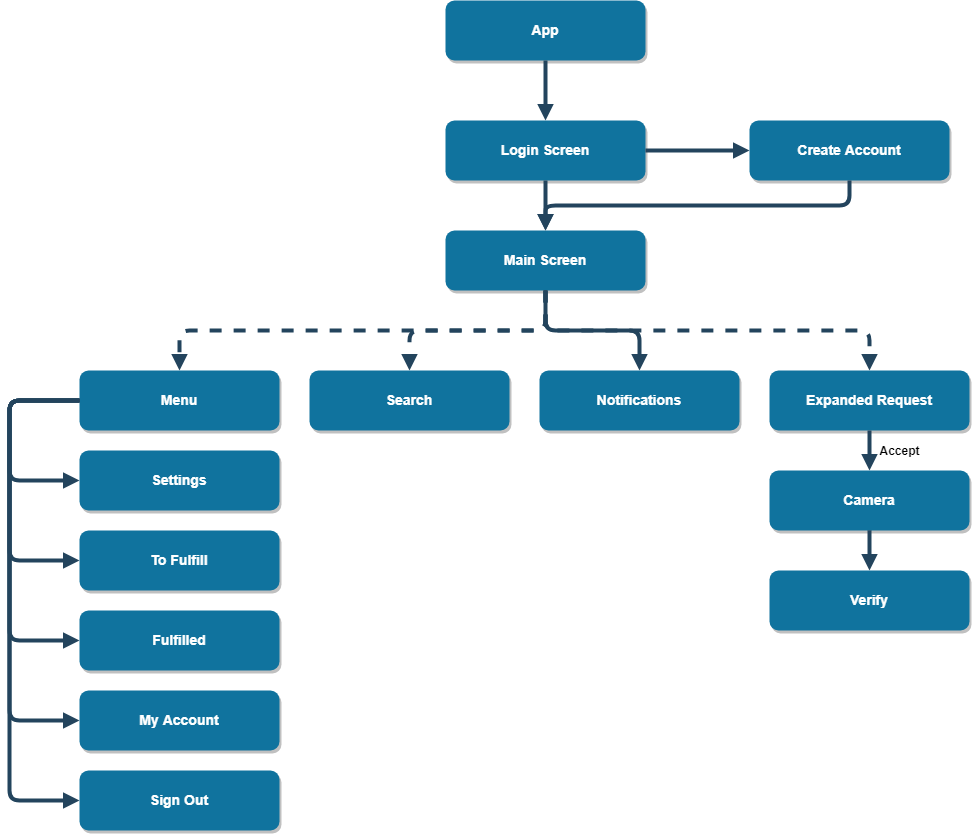 App
Login Screen
Create Account
Main Screen
Menu
Search
Notifications
Expanded Request
Accept
Settings
Camera
To Fulfill
Verify
Fulfilled
My Account
Sign Out